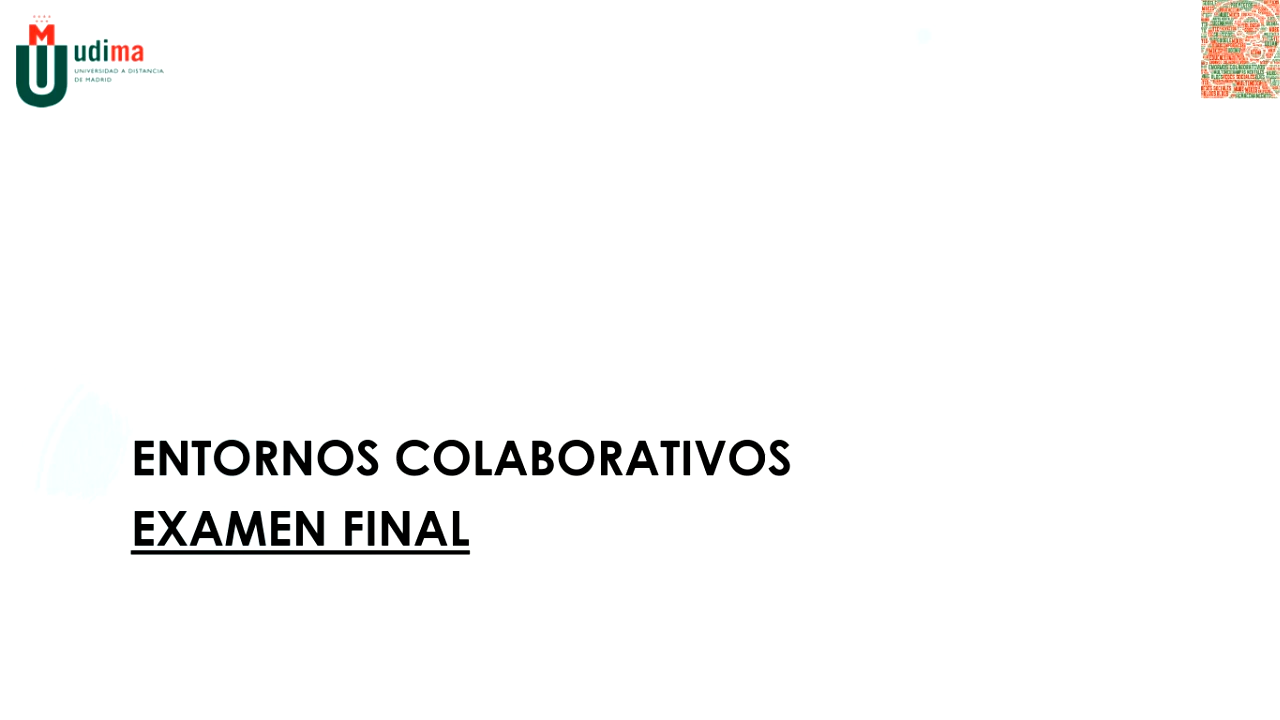 udima
UNIVERSIDAD A DISTANCIA
DE MADRID
ENTORNOS COLABORATIVOS
EXAMEN FINAL